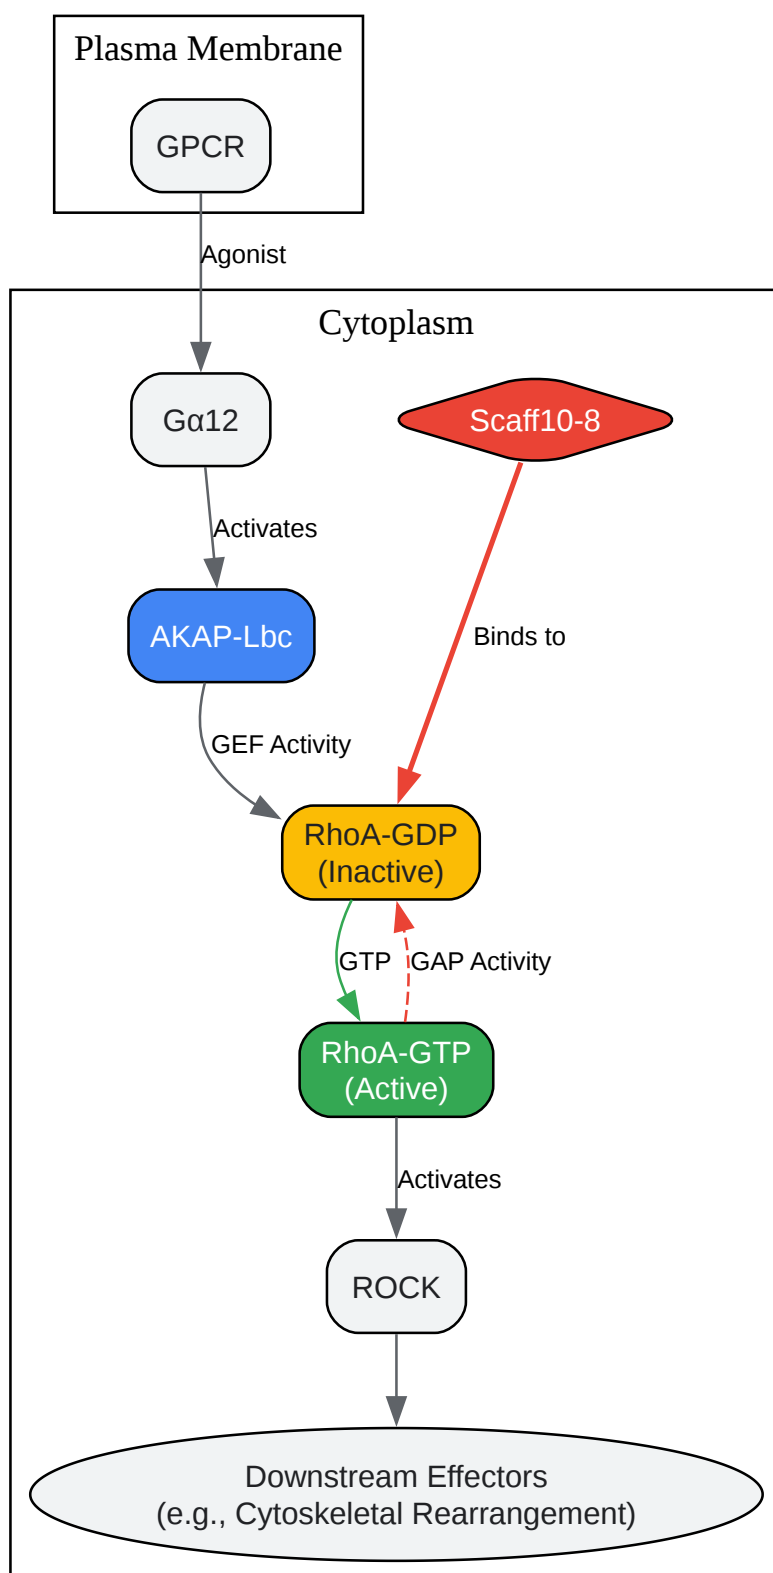 Plasma Membrane
GPCR
Agonist
Cytoplasm
Gα12
Scaff10-8
Activates
AKAP-Lbc
Binds to
GEF Activity
RhoA-GDP
(Inactive)
GTP
GAP Activity
RhoA-GTP
(Active)
Activates
ROCK
Downstream Effectors
(e.g., Cytoskeletal Rearrangement)